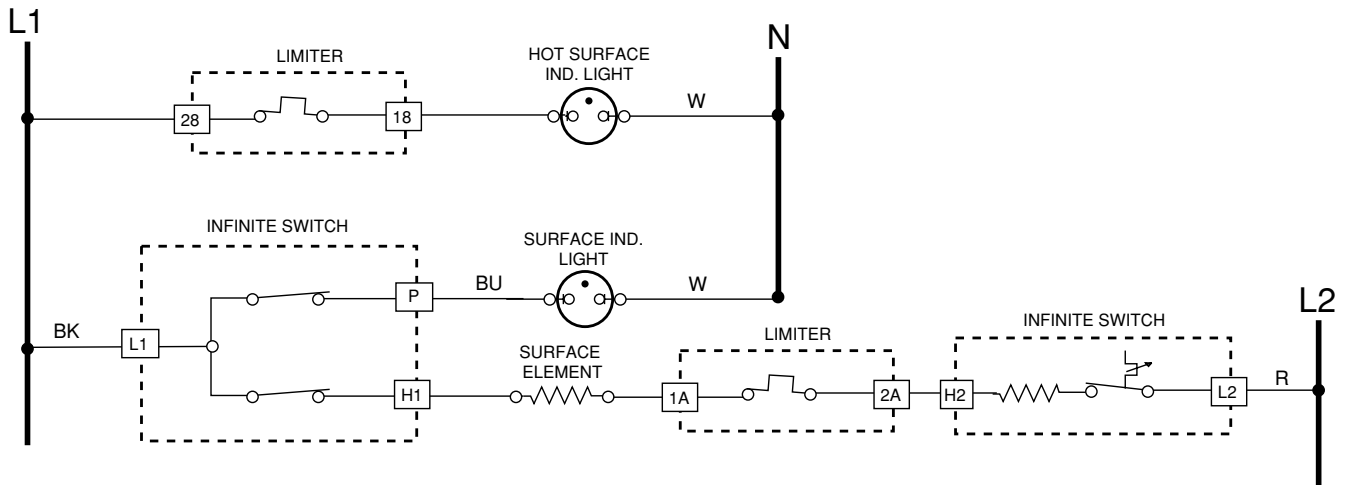 L1
N
LIMITER
HOT SURFACE
IND. LIGHT
28
18
W
INFINITE SWITCH
SURFACE IND.
LIGHT
P
BU
W
L2
BK
L1
LIMITER
INFINITE SWITCH
SURFACE
ELEMENT
H1
1A
2A
H2
L2
R